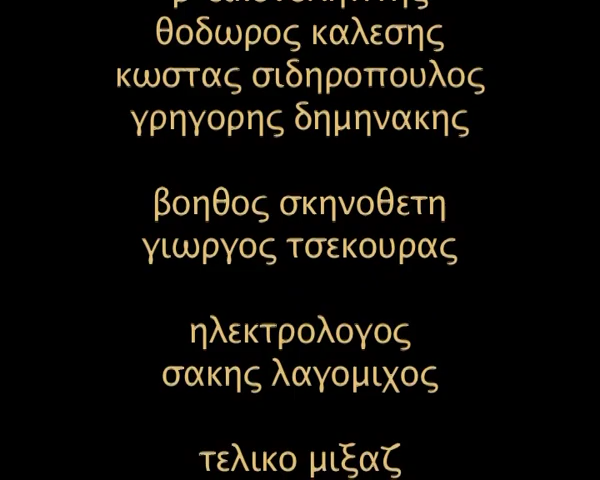 θοδωρος καλεσης
κωστας σιδηροπουλος
γρηγορης δημηνακης
βοηθος σκηνοθετη
γιωργος τσεκουρας
ηλεκτρολογος
σακης λαγομιχος
τελικο μιξαζ